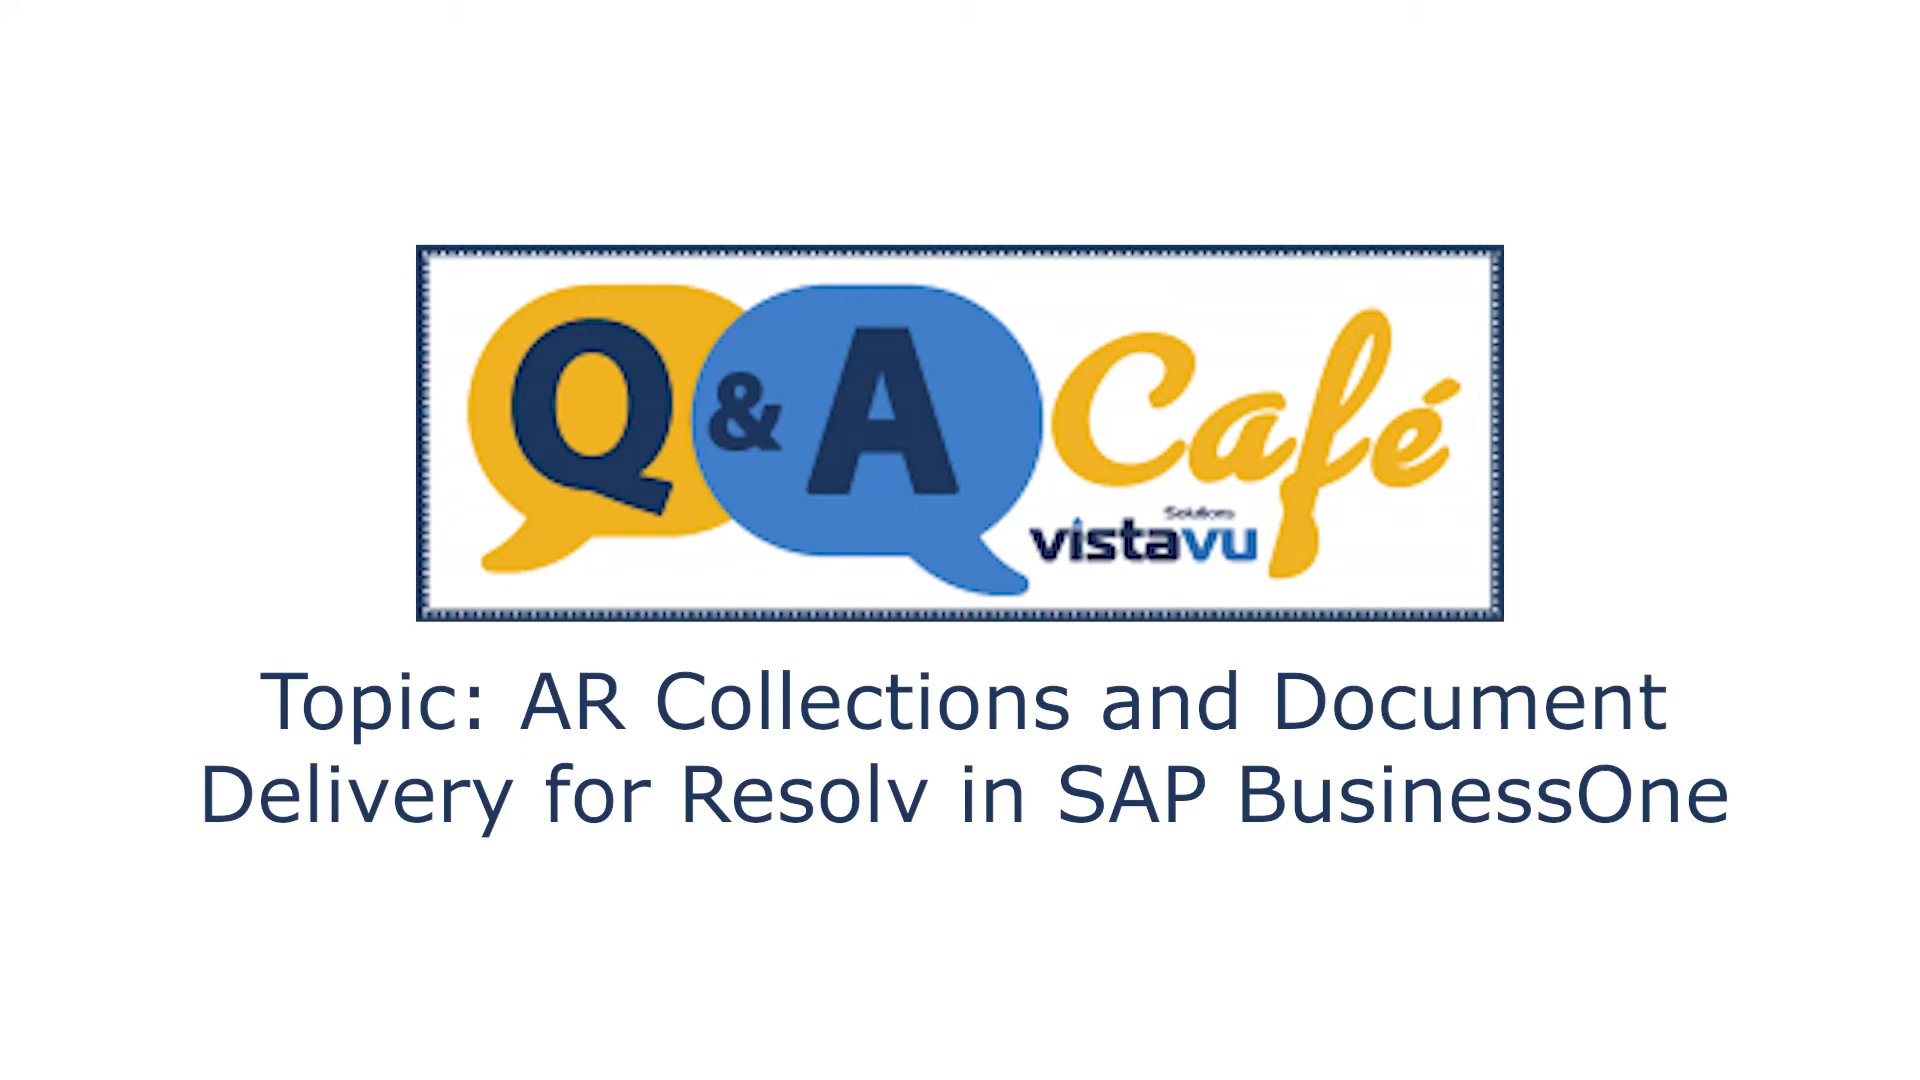 Q & A Café
Solutions
vistavu
Topic: AR Collections and Document
Delivery for Resolv in SAP BusinessOne